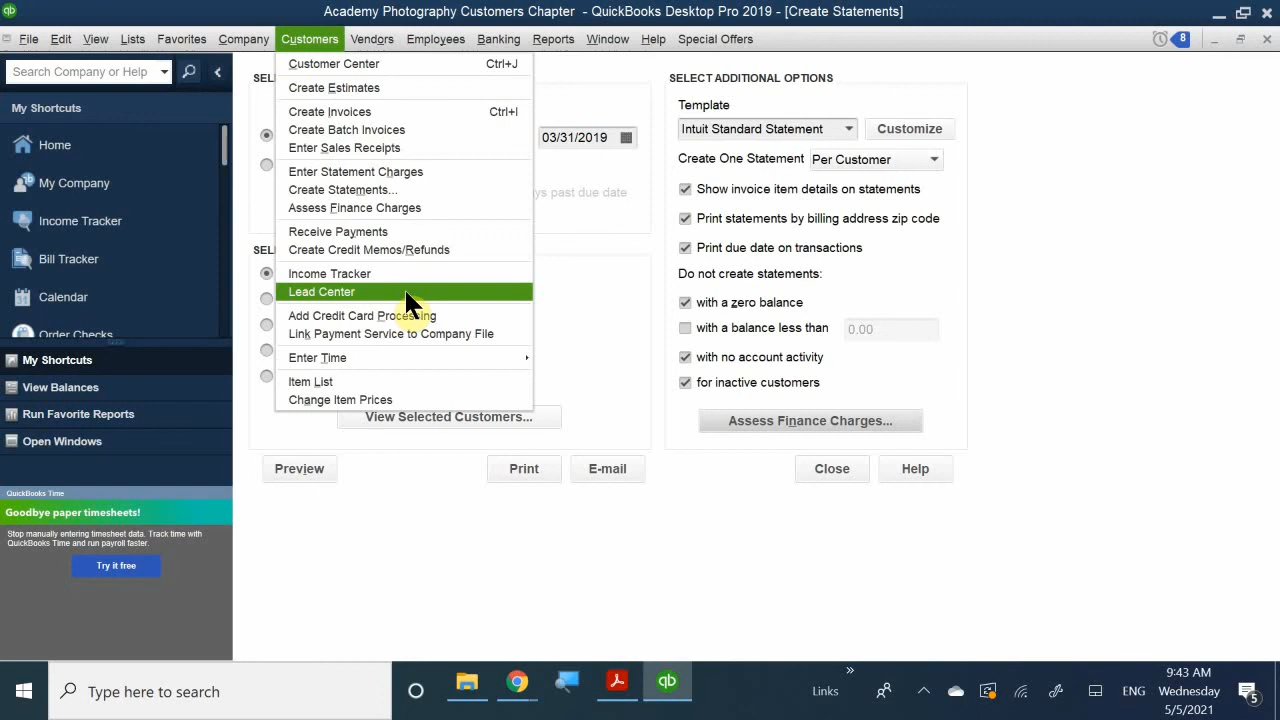 Academy Photography Customers Chapter - QuickBooks Desktop Pro 2019 - [Create Statements]
File Edit View Lists Favorites Company Customers Vendors Employees Banking Reports Window Help Special Offers 8
Search Company or Help
My Shortcuts
Home
My Company
Income Tracker
Bill Tracker
Calendar
Order Checks
My Shortcuts
View Balances
Run Favorite Reports
Open Windows
QuickBooks Time
Goodbye paper timesheets!
Stop manually entering timesheet data. Track time with
QuickBooks Time and run payroll faster.
Try it free
Customer Center Ctrl+J
Create Estimates
Create Invoices Ctrl+I
Create Batch Invoices
Enter Sales Receipts
Enter Statement Charges
Create Statements...
Assess Finance Charges
Receive Payments
Create Credit Memos/Refunds
Income Tracker
Lead Center
Add Credit Card Processing
Link Payment Service to Company File
Enter Time
Item List
Change Item Prices
03/31/2019
past due date
View Selected Customers...
Preview Print E-mail
SELECT ADDITIONAL OPTIONS
Template
Intuit Standard Statement Customize
Create One Statement Per Customer
Show invoice item details on statements
Print statements by billing address zip code
Print due date on transactions
Do not create statements:
with a zero balance
with a balance less than 0.00
with no account activity
for inactive customers
Assess Finance Charges...
Close Help
Type here to search
Links
ENG
9:43 AM
Wednesday
5/5/2021
5